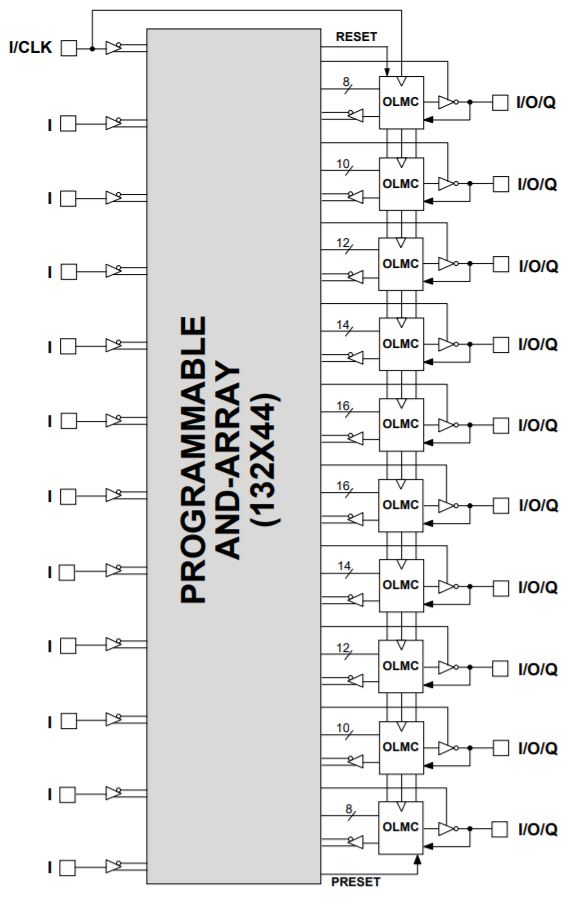 RESET
I/CLK
8
OLMC
I/O/Q
I
10
OLMC
I/O/Q
I
12
OLMC
I/O/Q
I
14
OLMC
I/O/Q
I
PROGRAMMABLE
AND-ARRAY
(132X44)
16
OLMC
I/O/Q
I
16
OLMC
I/O/Q
I
14
OLMC
I/O/Q
I
12
OLMC
I/O/Q
I
10
OLMC
I/O/Q
I
8
OLMC
I/O/Q
I
I
PRESET